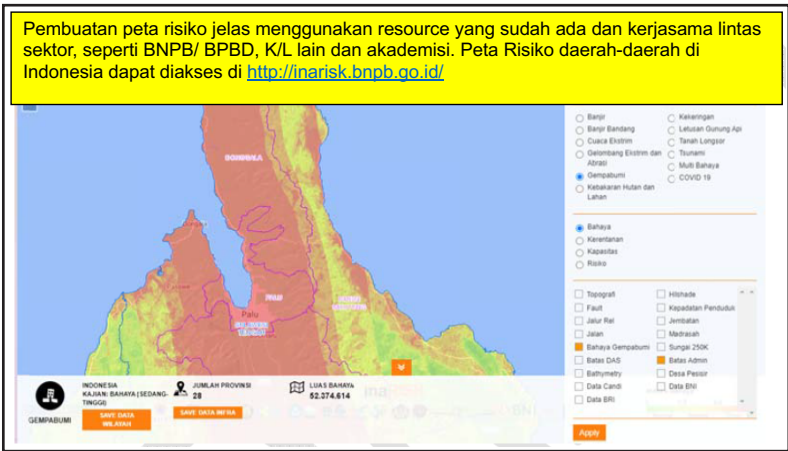 Pembuatan peta risiko jelas menggunakan resource yang sudah ada dan kerjasama lintas
sektor, seperti BNPB/ BPBD, K/L lain dan akademisi. Peta Risiko daerah-daerah di
Indonesia dapat diakses di http://inarisk.bnpb.go.id/
Banjir
Banjir Bandang
Cuaca Ekstrim
Gelombang Ekstrim dan
Abrasi
Gempabumi
Kebakaran Hutan dan
Lahan
Kekeringan
Letusan Gunung Api
Tanah Longsor
Tsunami
Multi Bahaya
COVID 19
Bahaya
Kerentanan
Kapasitas
Risiko
Topografi
Fault
Jalur Rel
Jalan
Bahaya Gempabumi
Batas DAS
Bathymetry
Data Candi
Data BRI
Hilshade
Kepadatan Penduduk
Jembatan
Madrasah
Sungai 250K
Batas Admin
Desa Pesisir
Data BNI
Apply
DONGGALA
PALU
Palu
GEMPABUMI
INDONESIA
KAJIAN: BAHAYA (SEDANG-
TINGGI)
SAVE DATA
WILAYAH
JUMLAH PROVINSI
28
SAVE DATA INFRA
LUAS BAHAYA
52.374.614
BNI